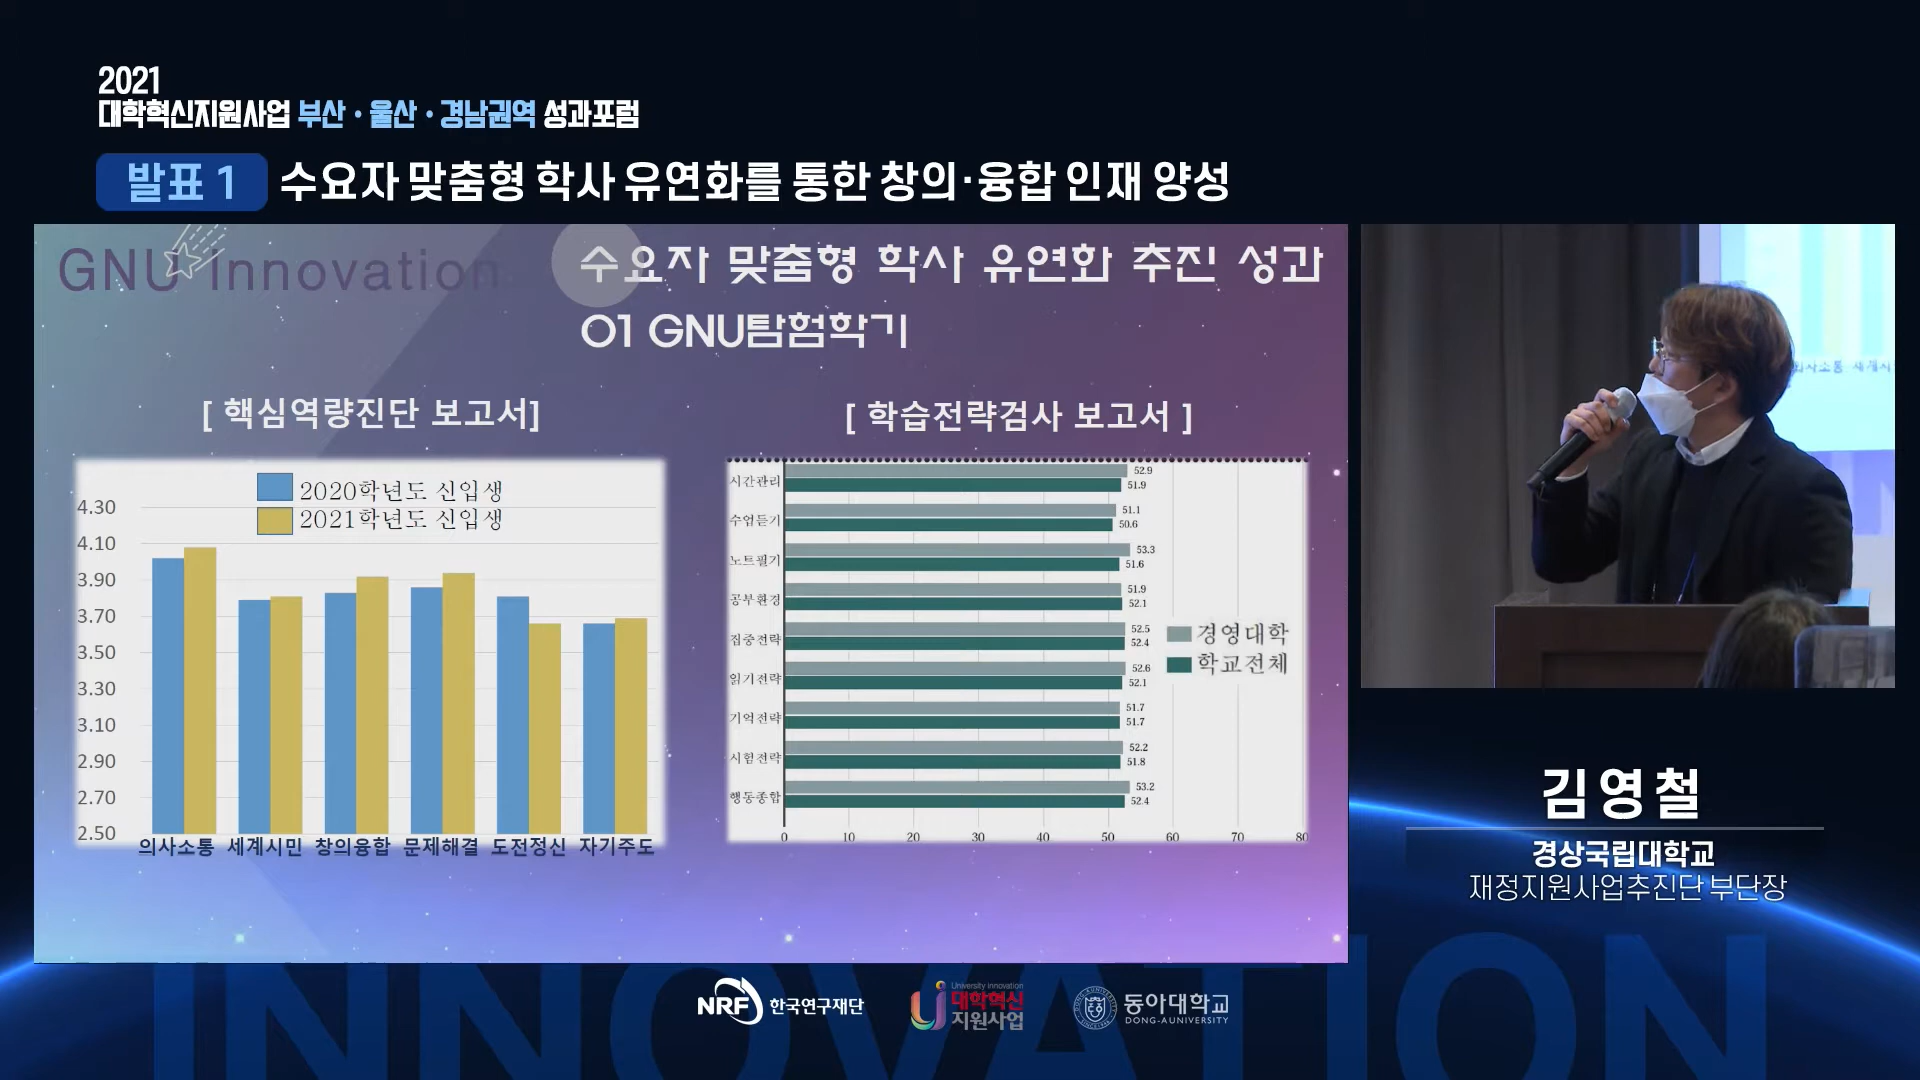 2021
대학혁신지원사업 부산·울산·경남권역 성과포럼
발표 1 수요자 맞춤형 학사 유연화를 통한 창의·융합 인재 양성
GNU Innovation
수요자 맞춤형 학사 유연화 추진 성과
01 GNU탐험학기
[ 핵심역량진단 보고서]
2020학년도 신입생
2021학년도 신입생
4.30
4.10
3.90
3.70
3.50
3.30
3.10
2.90
2.70
2.50
의사소통 세계시민 창의융합 문제해결 도전정신 자기주도
[ 학습전략검사 보고서 ]
시간관리 52.9 51.9
수업듣기 51.1 50.6
노트필기 53.3 51.6
공부환경 51.9 52.1
집중전략 52.5 52.4
읽기전략 52.6 52.1
기억전략 51.7 51.7
시험전략 52.2 51.8
행동종합 53.2 52.4
0 10 20 30 40 50 60 70 80
경영대학
학교전체
의사소통 세계시
김영철
경상국립대학교
재정지원사업추진단 부단장
INNOVATION
NRF 한국연구재단
University Innovation
대학혁신
지원사업
동아대학교
DONG-A UNIVERSITY